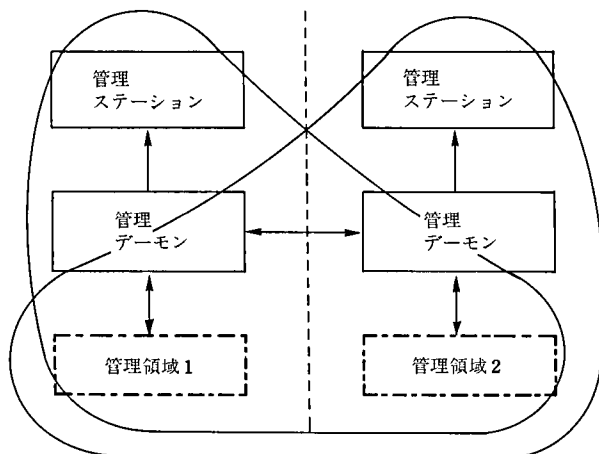 管理
ステーション
管理
ステーション
管理
デーモン
管理
デーモン
管理領域1
管理領域2